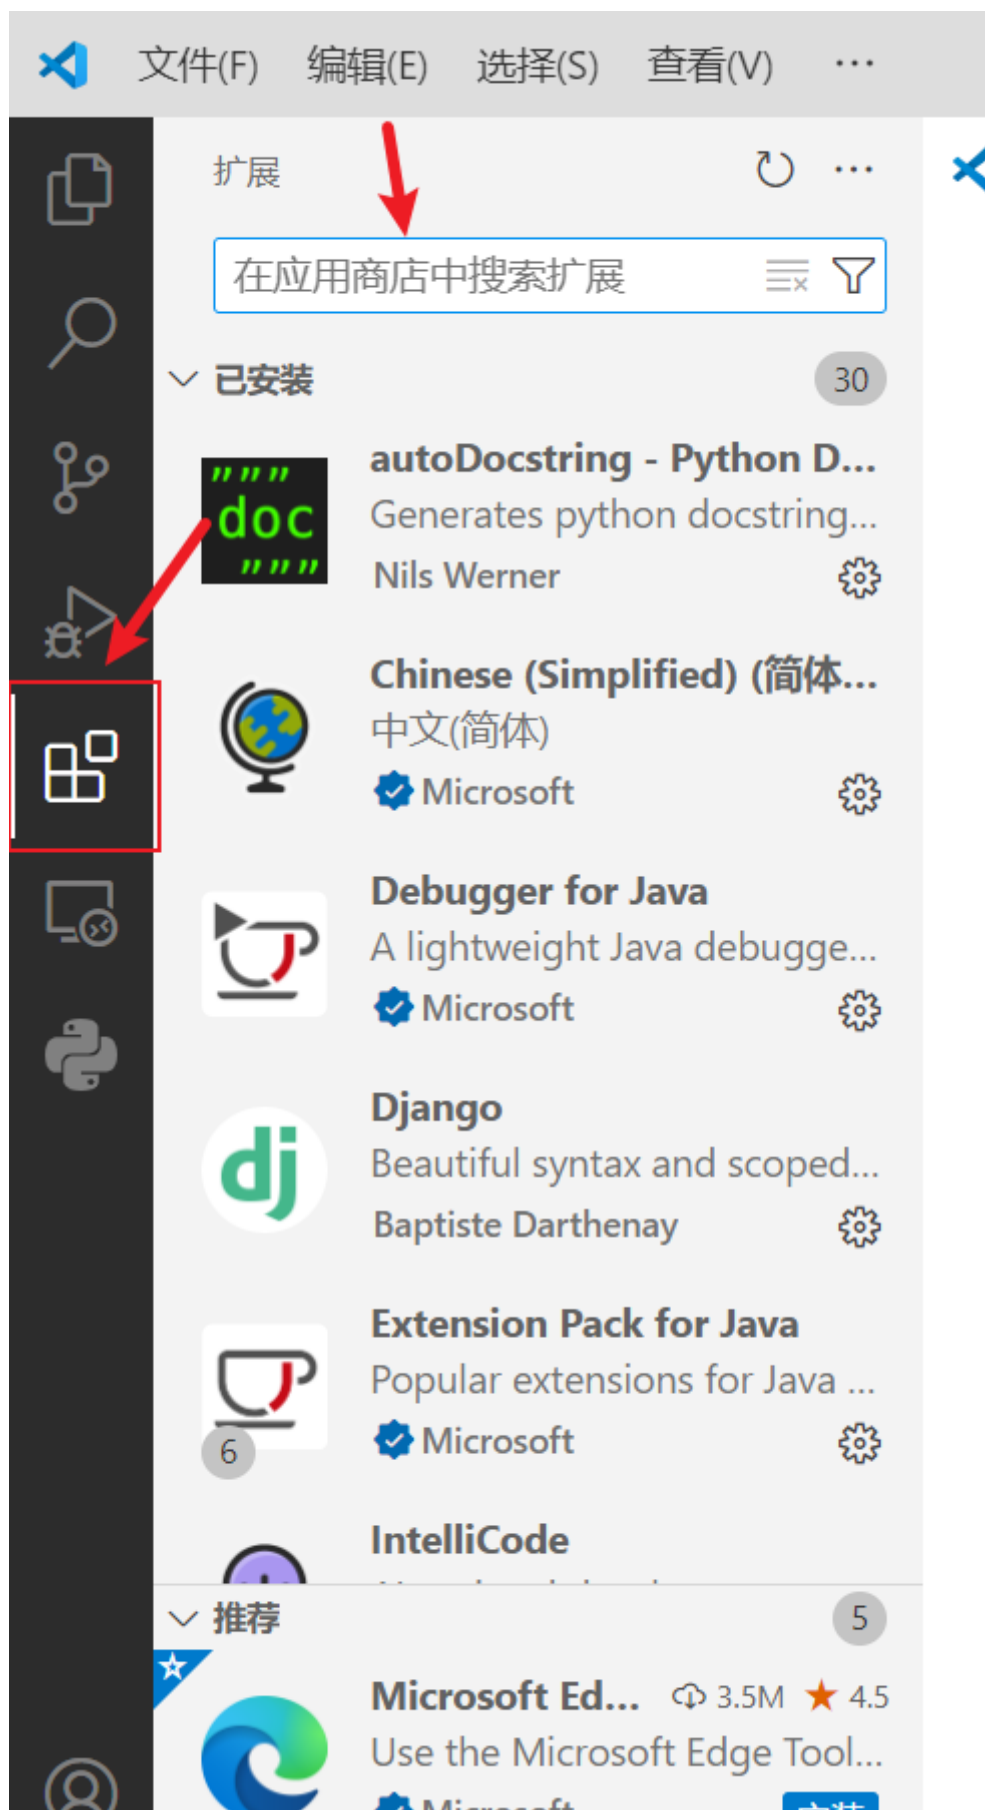 文件(F) 编辑(E) 选择(S) 查看(V) ···
扩展 ···
在应用商店中搜索扩展
已安装 30
"""
doc
"""
autoDocstring - Python D...
Generates python docstring...
Nils Werner
Chinese (Simplified) (简体...
中文(简体)
Microsoft
Debugger for Java
A lightweight Java debugge...
Microsoft
dj
Django
Beautiful syntax and scoped...
Baptiste Darthenay
Extension Pack for Java
Popular extensions for Java ...
6
Microsoft
IntelliCode
推荐 5
Microsoft Ed... 3.5M ★ 4.5
Use the Microsoft Edge Tool...
Microsoft 安装